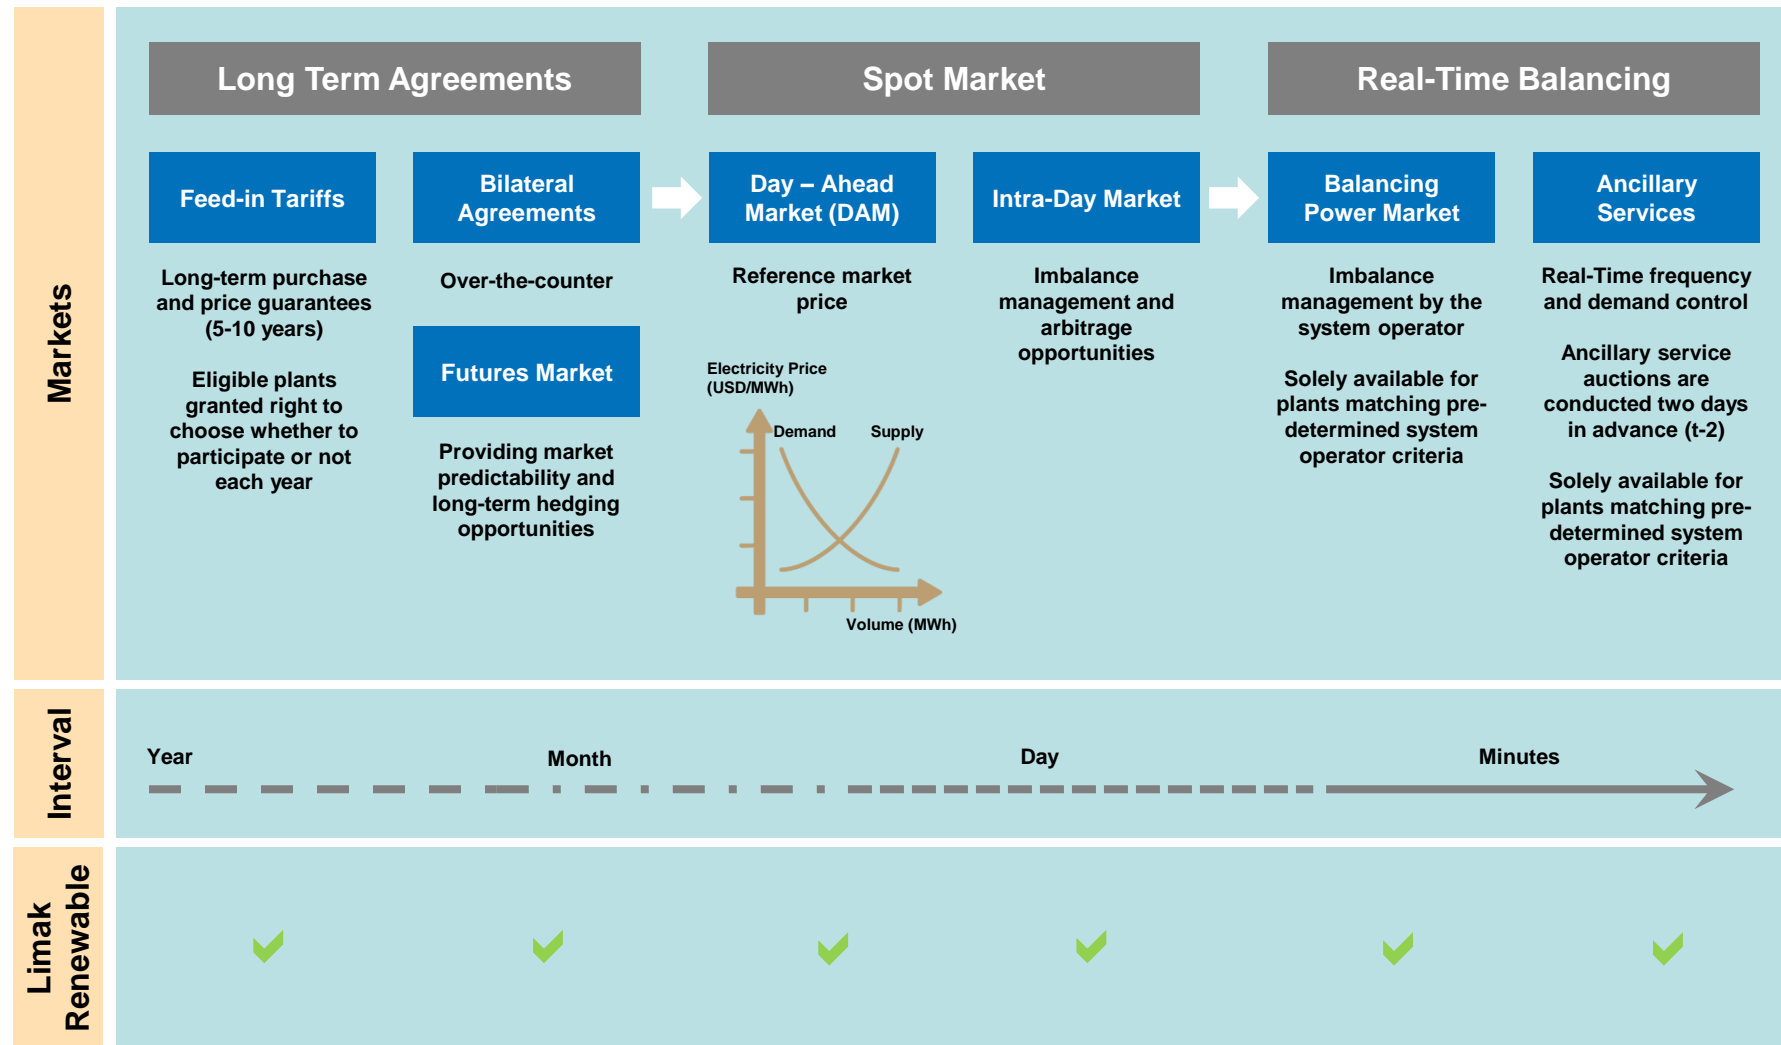 Markets
Long Term Agreements
Feed-in Tariffs
Long-term purchase
and price guarantees
(5-10 years)
Eligible plants
granted right to
choose whether to
participate or not
each year
Bilateral
Agreements
Over-the-counter
Futures Market
Providing market
predictability and
long-term hedging
opportunities
Spot Market
Day – Ahead
Market (DAM)
Reference market
price
Electricity Price
(USD/MWh)
Demand
Supply
Volume (MWh)
Intra-Day Market
Imbalance
management and
arbitrage
opportunities
Real-Time Balancing
Balancing
Power Market
Imbalance
management by the
system operator
Solely available for
plants matching pre-
determined system
operator criteria
Ancillary
Services
Real-Time frequency
and demand control
Ancillary service
auctions are
conducted two days
in advance (t-2)
Solely available for
plants matching pre-
determined system
operator criteria
Interval
Year
Month
Day
Minutes
Limak
Renewable